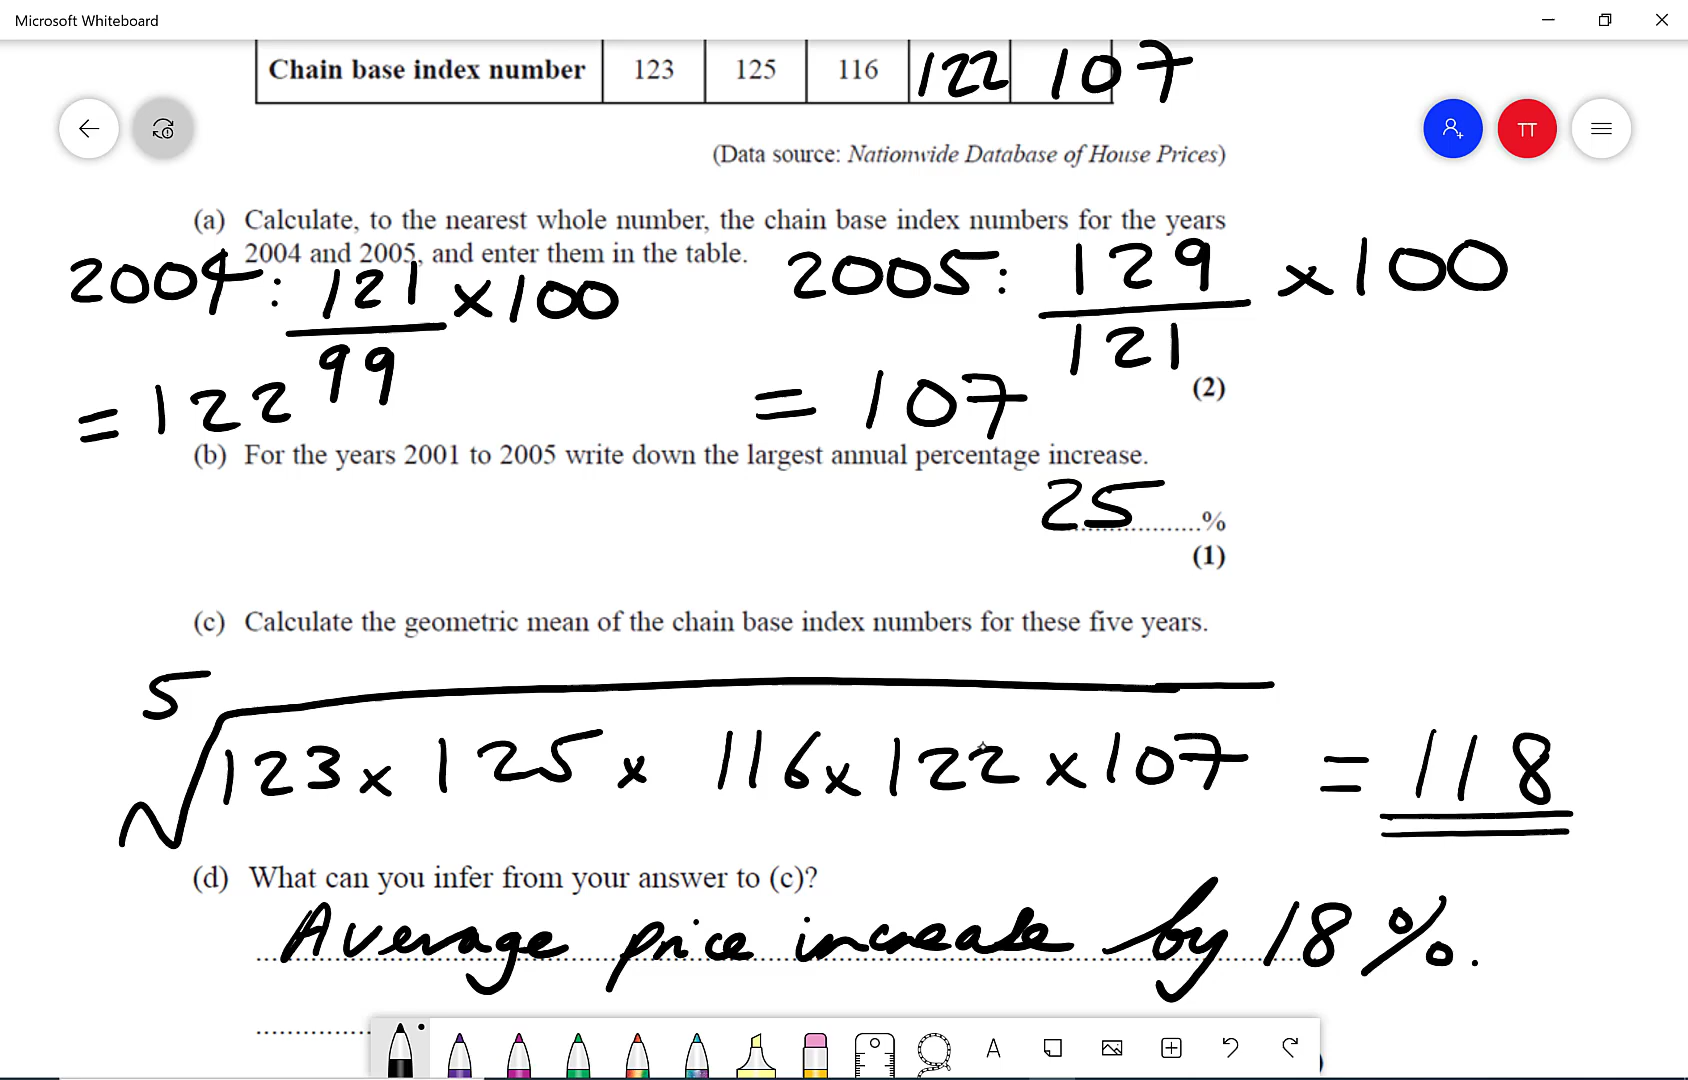 Microsoft Whiteboard
Chain base index number 123 125 116 122 107
(Data source: Nationwide Database of House Prices)
TT
(a) Calculate, to the nearest whole number, the chain base index numbers for the years
2004 and 2005, and enter them in the table.
2004: 121/99 × 100
= 122
2005: 129/121 × 100
= 107
(2)
(b) For the years 2001 to 2005 write down the largest annual percentage increase.
25 ..............%
(1)
(c) Calculate the geometric mean of the chain base index numbers for these five years.
5√123 × 125 × 116 × 122 × 107 = 118
(d) What can you infer from your answer to (c)?
Average price increase by 18%.
A